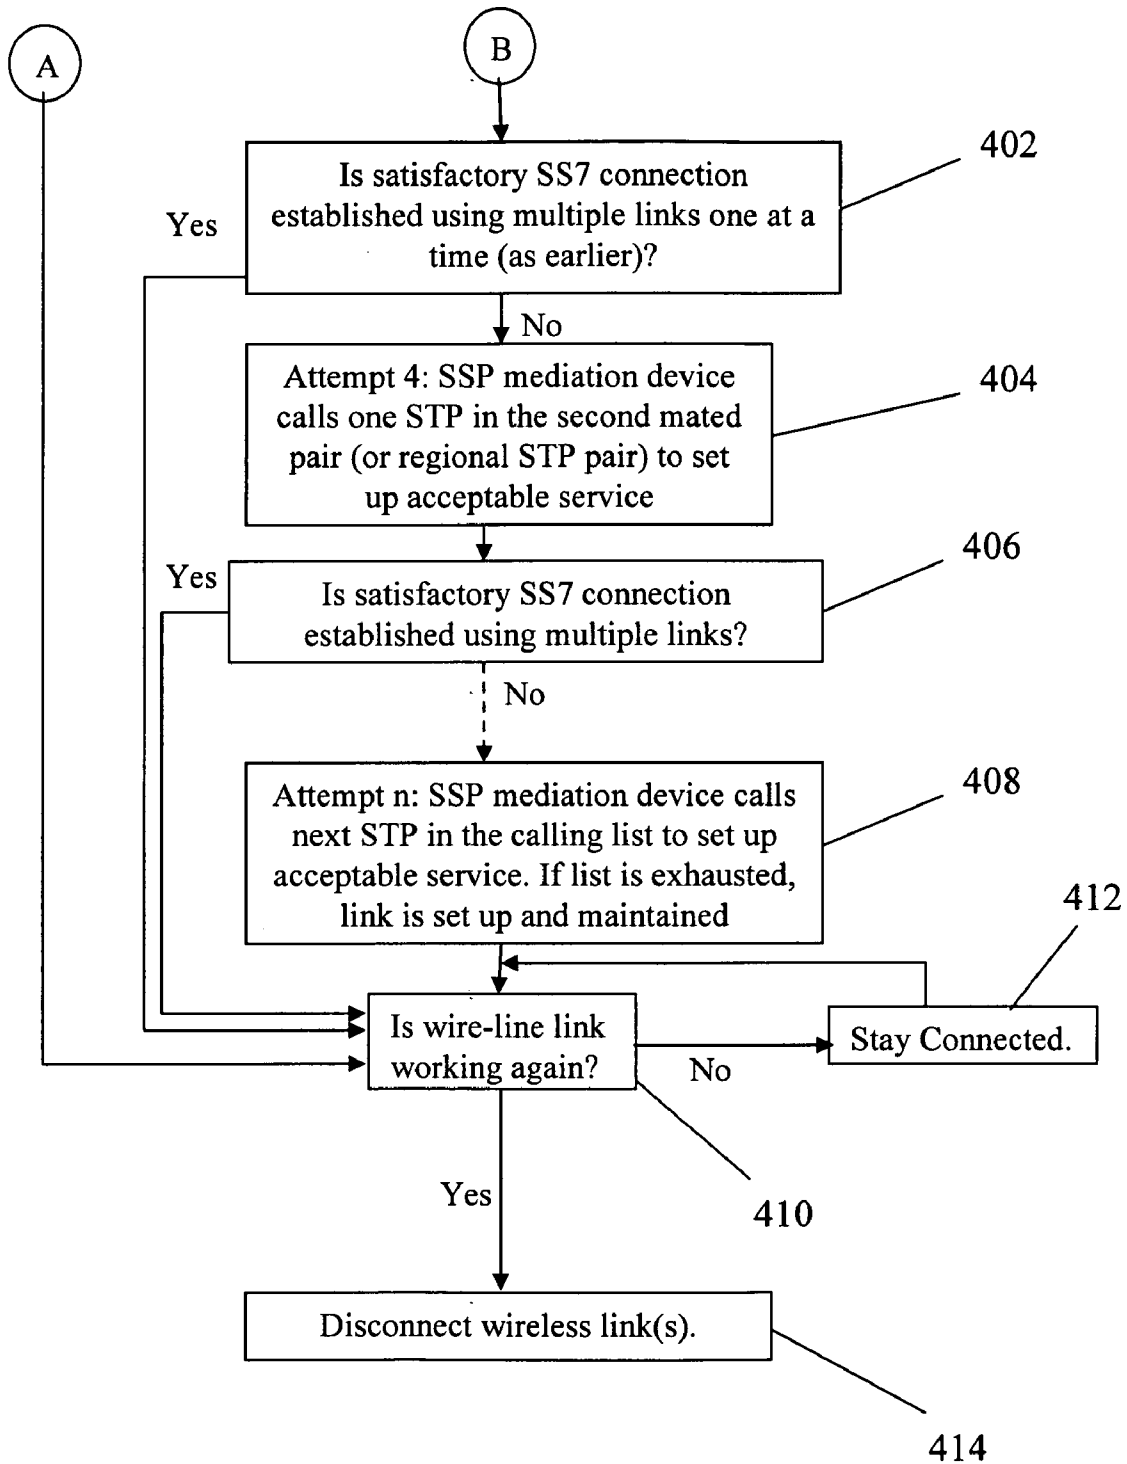 A
B
402
Is satisfactory SS7 connection
established using multiple links one at a
time (as earlier)?
Yes
No
404
Attempt 4: SSP mediation device
calls one STP in the second mated
pair (or regional STP pair) to set
up acceptable service
406
Yes
Is satisfactory SS7 connection
established using multiple links?
No
408
Attempt n: SSP mediation device calls
next STP in the calling list to set up
acceptable service. If list is exhausted,
link is set up and maintained
412
Is wire-line link
working again?
No
Stay Connected.
410
Yes
Disconnect wireless link(s).
414